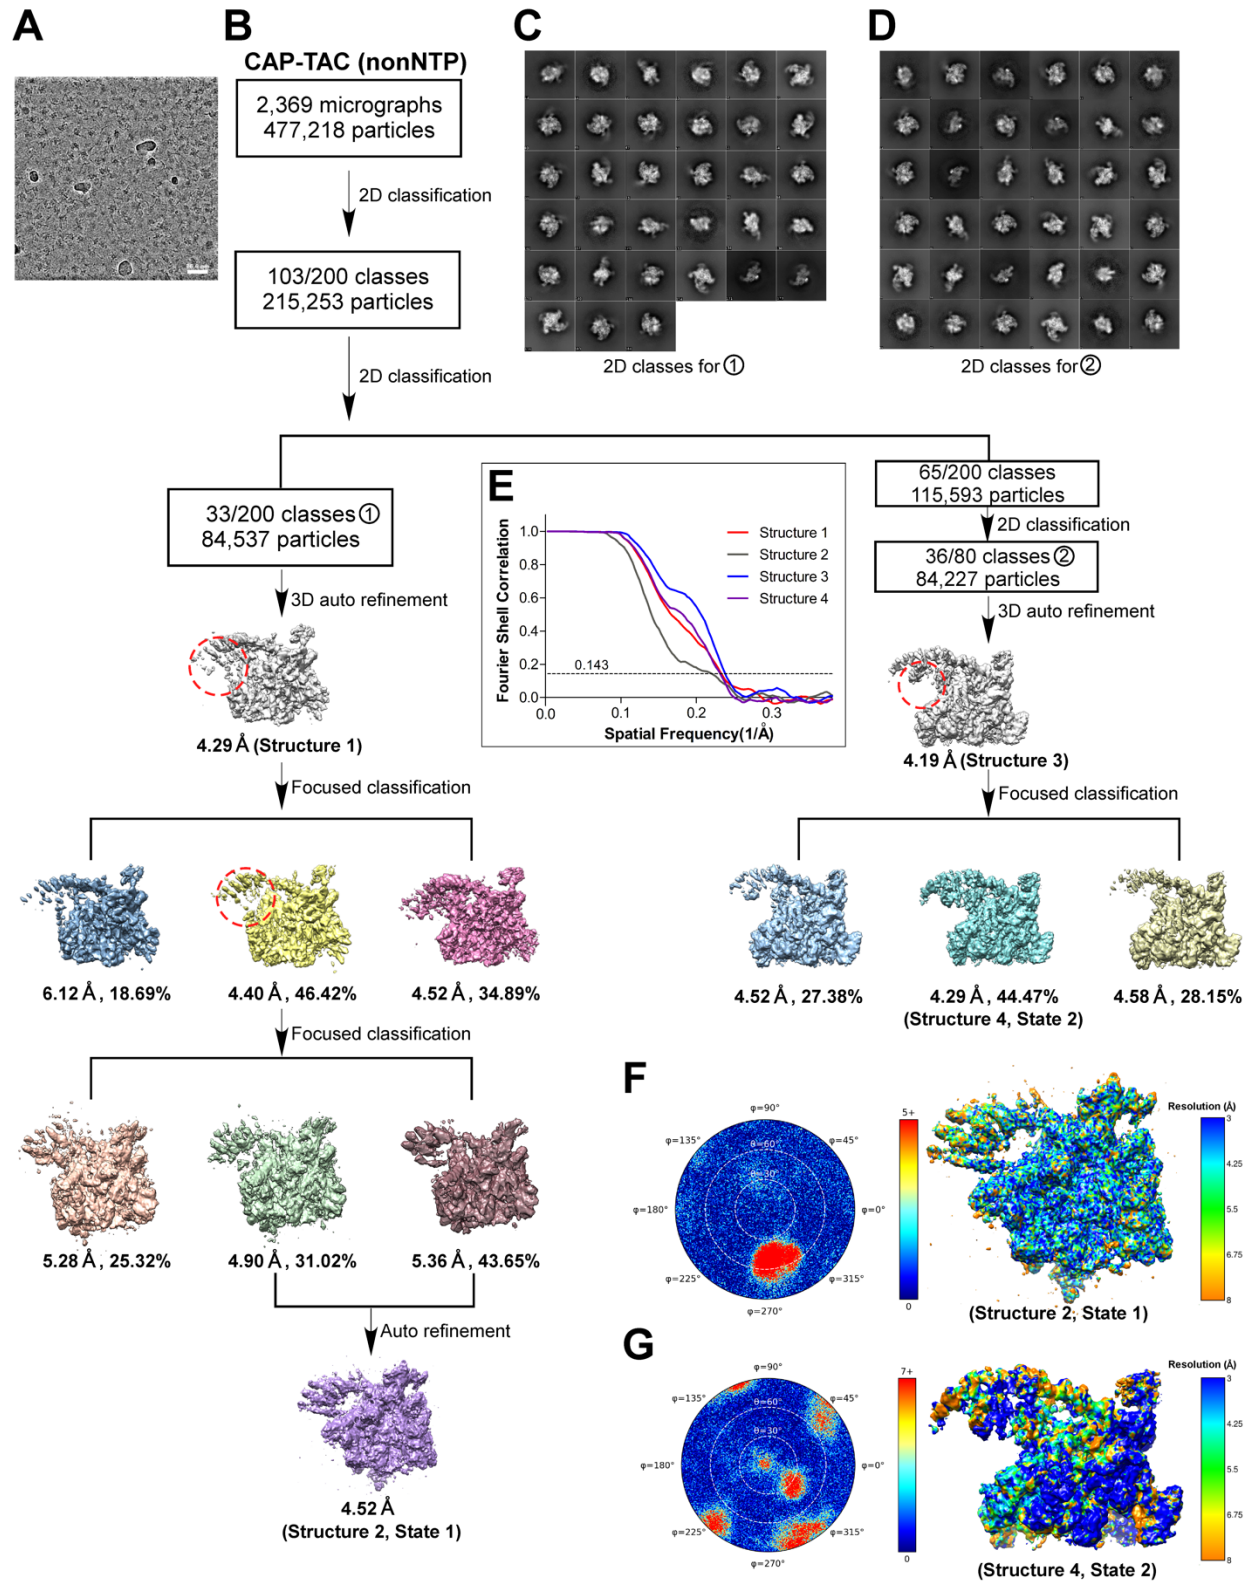 A
B
C
D
CAP-TAC (nonNTP)
2,369 micrographs
477,218 particles
2D classification
103/200 classes
215,253 particles
2D classification
2D classes for ①
2D classes for ②
33/200 classes ①
84,537 particles
3D auto refinement
4.29 Å (Structure 1)
Focused classification
E
Fourier Shell Correlation
1.0
0.8
0.6
0.4
0.2
0.0
0.143
Structure 1
Structure 2
Structure 3
Structure 4
0.0
0.1
0.2
0.3
Spatial Frequency(1/Å)
65/200 classes
115,593 particles
2D classification
36/80 classes ②
84,227 particles
3D auto refinement
4.19 Å (Structure 3)
Focused classification
6.12 Å, 18.69%
4.40 Å, 46.42%
4.52 Å, 34.89%
4.52 Å, 27.38%
4.29 Å, 44.47%
(Structure 4, State 2)
4.58 Å, 28.15%
Focused classification
5.28 Å, 25.32%
4.90 Å, 31.02%
5.36 Å, 43.65%
Auto refinement
4.52 Å
(Structure 2, State 1)
F
φ=90°
φ=135°
φ=45°
θ=60°
θ=30°
φ=180°
φ=0°
φ=225°
φ=315°
φ=270°
5+
0
Resolution (Å)
3
4.25
5.5
6.75
8
(Structure 2, State 1)
G
φ=90°
φ=135°
φ=45°
θ=60°
θ=30°
φ=180°
φ=0°
φ=225°
φ=315°
φ=270°
7+
0
Resolution (Å)
3
4.25
5.5
6.75
8
(Structure 4, State 2)